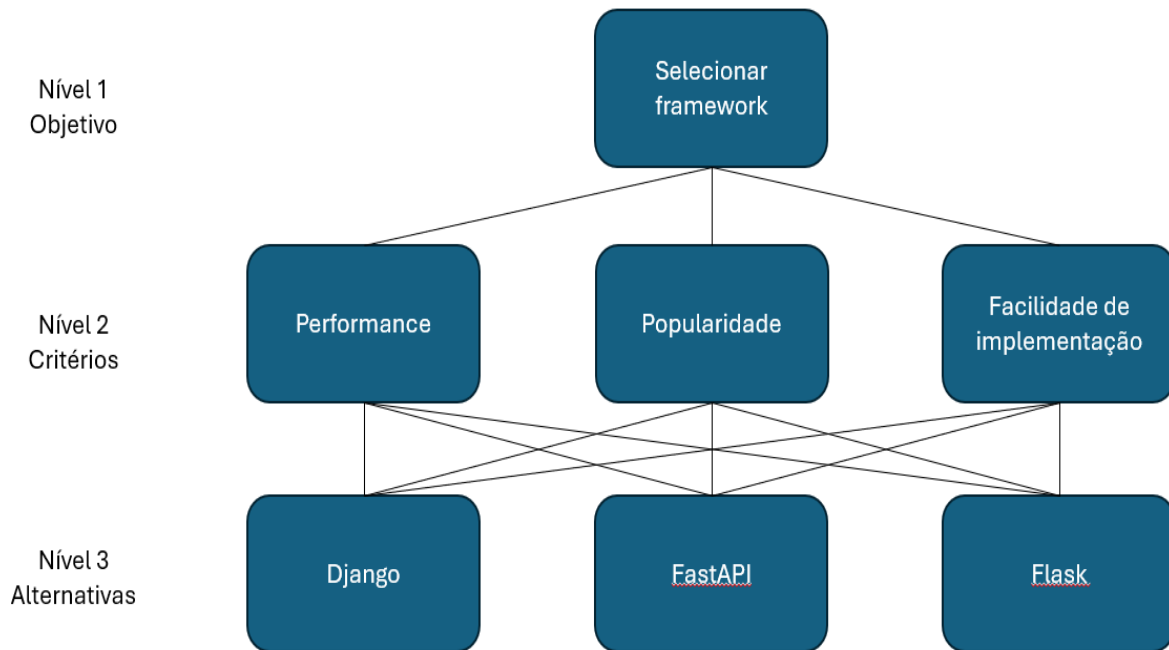 Nível 1
Objetivo
Selecionar
framework
Nível 2
Critérios
Performance
Popularidade
Facilidade de
implementação
Nível 3
Alternativas
Django
FastAPI
Flask